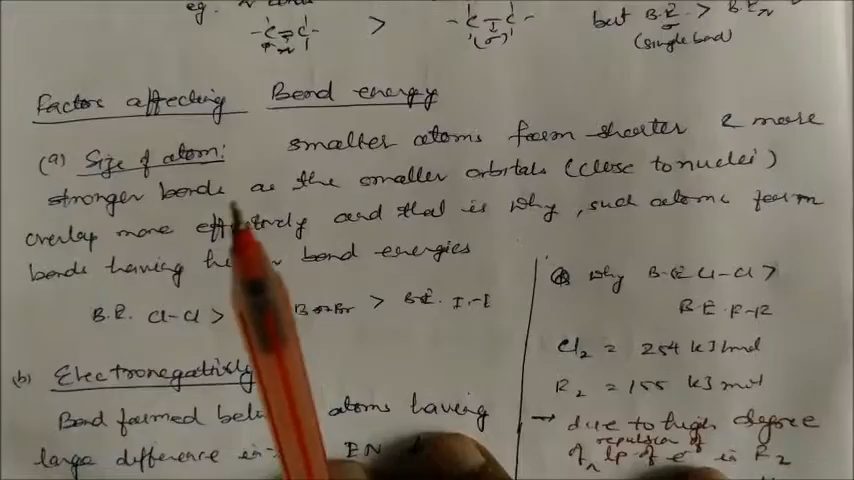 eg.
-C=C- > -C-C- but B.E σ > B.E π
(σ) (single bond)
Factors affecting Bond energy
(a) Size of atom: smaller atoms form shorter & more
stronger bonds as the smaller orbitals (close to nuclei)
overlap more and that is why, such atoms form
bonds having bond energies
B.E. Cl-Cl > Br-Br > B.E. I-I
(b) Electronegativity
Bond formed atoms having
large difference in EN
Q Why B.E Cl-Cl >
B.E. F-F
Cl2 = 254 kJ/mol
F2 = 155 kJ mol
→ due to high degree
repulsion of
of lp of e- in F2